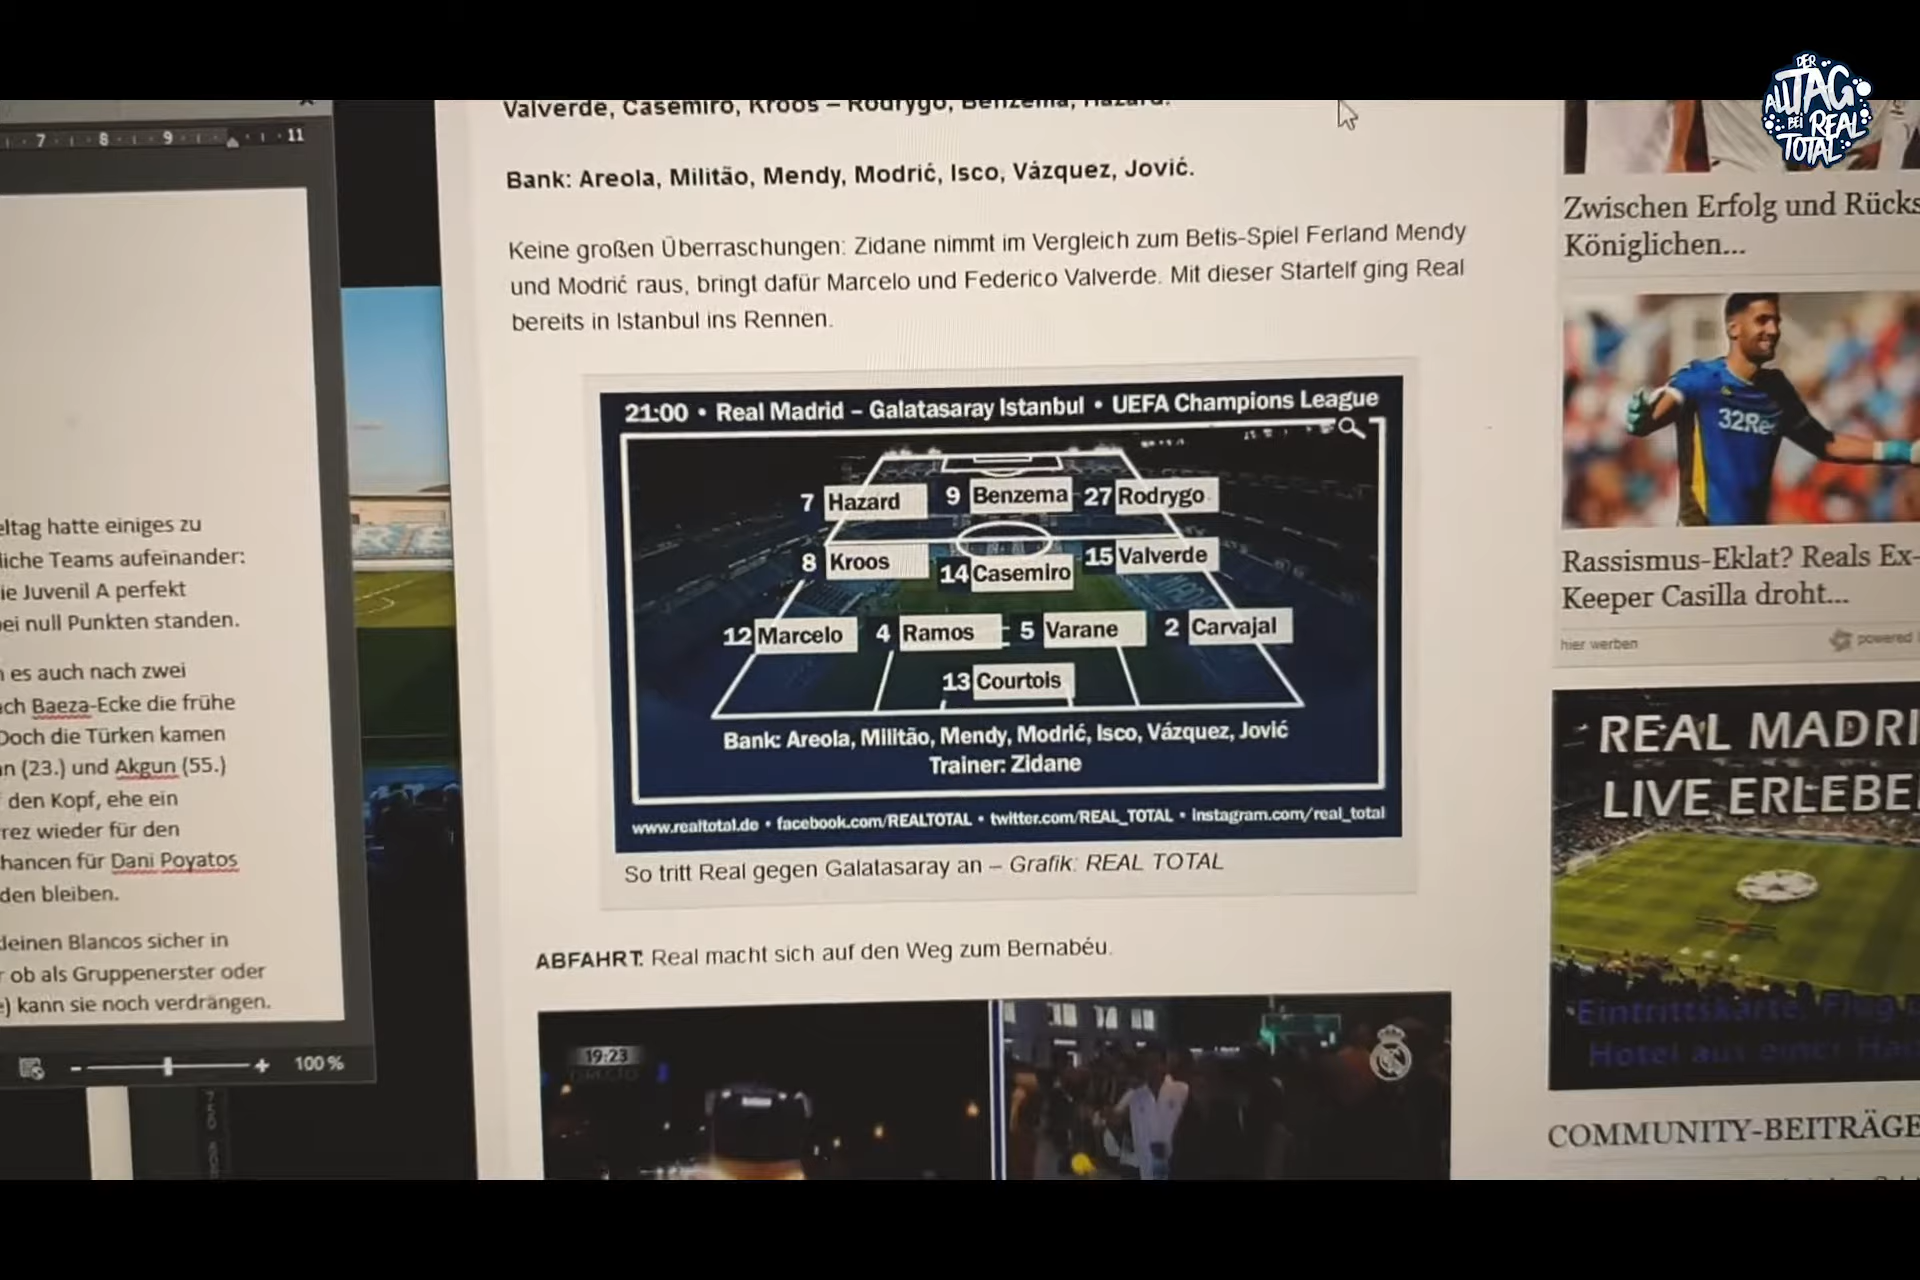 DER
ALLTAG
BEI REAL
TOTAL
7 8 9 11
eltag hatte einiges zu
liche Teams aufeinander:
ie Juvenil A perfekt
ei null Punkten standen.
es auch nach zwei
ch Baeza-Ecke die frühe
Doch die Türken kamen
n (23.) und Akgun (55.)
den Kopf, ehe ein
rez wieder für den
hancen für Dani Poyatos
den bleiben.
leinen Blancos sicher in
r ob als Gruppenerster oder
e) kann sie noch verdrängen.
- + 100 %
Valverde, Casemiro, Kroos – Rodrygo, Benzema, Hazard.
Bank: Areola, Militão, Mendy, Modrić, Isco, Vázquez, Jović.
Keine großen Überraschungen: Zidane nimmt im Vergleich zum Betis-Spiel Ferland Mendy
und Modrić raus, bringt dafür Marcelo und Federico Valverde. Mit dieser Startelf ging Real
bereits in Istanbul ins Rennen.
21:00 • Real Madrid – Galatasaray Istanbul • UEFA Champions League
7 Hazard 9 Benzema 27 Rodrygo
8 Kroos 14 Casemiro 15 Valverde
12 Marcelo 4 Ramos 5 Varane 2 Carvajal
13 Courtois
Bank: Areola, Militão, Mendy, Modrić, Isco, Vázquez, Jović
Trainer: Zidane
www.realtotal.de • facebook.com/REALTOTAL • twitter.com/REAL_TOTAL • instagram.com/real_total
So tritt Real gegen Galatasaray an – Grafik: REAL TOTAL
ABFAHRT: Real macht sich auf den Weg zum Bernabéu.
19:23
DIRECTO
Zwischen Erfolg und Rücks
Königlichen...
32Re
Rassismus-Eklat? Reals Ex-
Keeper Casilla droht...
hier werben powered
REAL MADRI
LIVE ERLEBE
Eintrittskarte, Flug u
Hotel aus einer Ha
COMMUNITY-BEITRÄGE